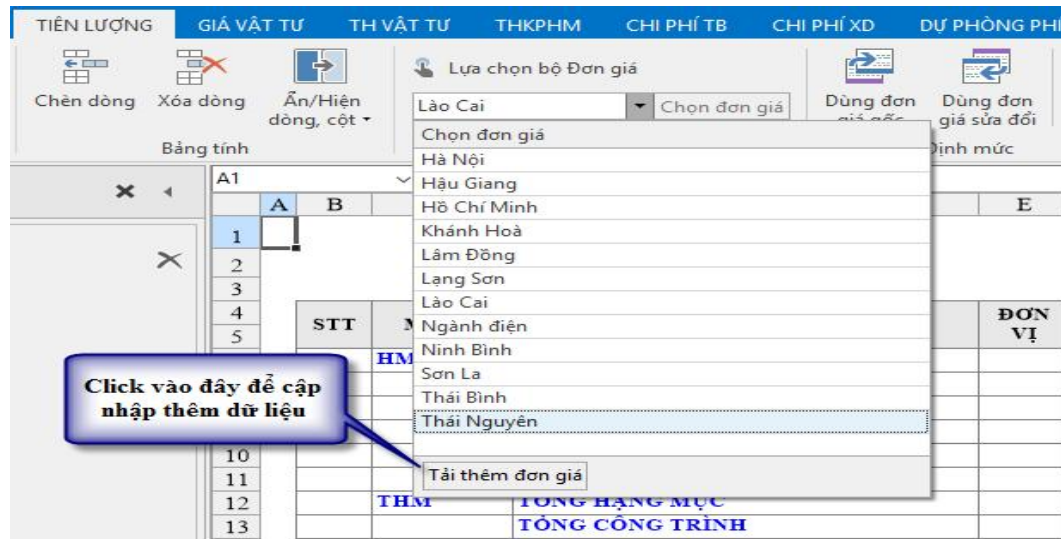 TIÊN LƯỢNG GIÁ VẬT TƯ TH VẬT TƯ THKPHM CHI PHÍ TB CHI PHÍ XD DỰ PHÒNG PHÍ
Lựa chọn bộ Đơn giá
Chèn dòng Xóa dòng Ẩn/Hiện Lào Cai Chọn đơn giá Dùng đơn Dùng đơn
dòng, cột giá gốc giá sửa đổi
Bảng tính Chọn đơn giá Định mức
A1 Hà Nội
Hậu Giang
A B Hồ Chí Minh E
1 Khánh Hoà
2 Lâm Đồng
3 Lạng Sơn
4 Lào Cai ĐƠN
STT Ngành điện
5 VỊ
HM Ninh Bình
Click vào đây để cập Sơn La
nhập thêm dữ liệu Thái Bình
Thái Nguyên
10
11 Tải thêm đơn giá
12 THM TỔNG HẠNG MỤC
13 TỔNG CÔNG TRÌNH